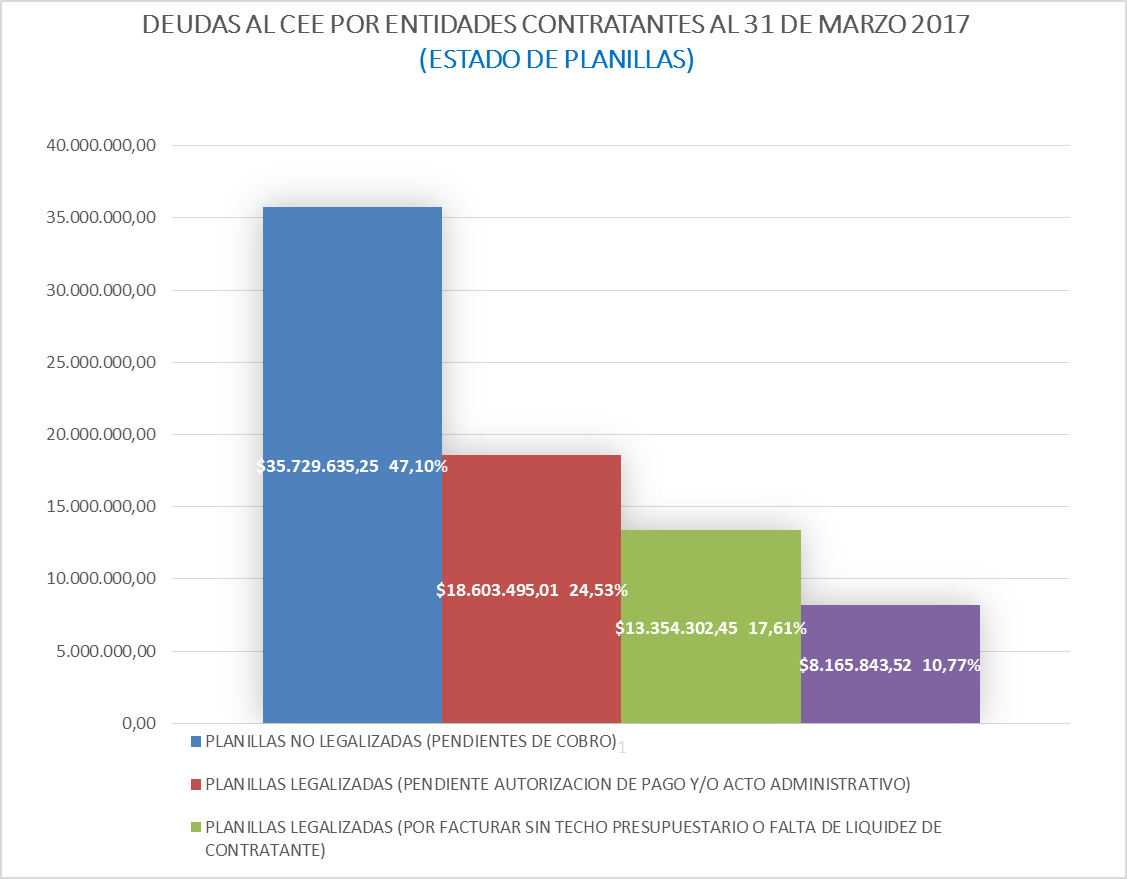 DEUDAS AL CEE POR ENTIDADES CONTRATANTES AL 31 DE MARZO 2017
(ESTADO DE PLANILLAS)
40.000.000,00
35.000.000,00
30.000.000,00
25.000.000,00
20.000.000,00
15.000.000,00
10.000.000,00
5.000.000,00
0,00
$35.729.635,25 47,10%
$18.603.495,01 24,53%
$13.354.302,45 17,61%
$8.165.843,52 10,77%
1
PLANILLAS NO LEGALIZADAS (PENDIENTES DE COBRO)
PLANILLAS LEGALIZADAS (PENDIENTE AUTORIZACION DE PAGO Y/O ACTO ADMINISTRATIVO)
PLANILLAS LEGALIZADAS (POR FACTURAR SIN TECHO PRESUPUESTARIO O FALTA DE LIQUIDEZ DE
CONTRATANTE)